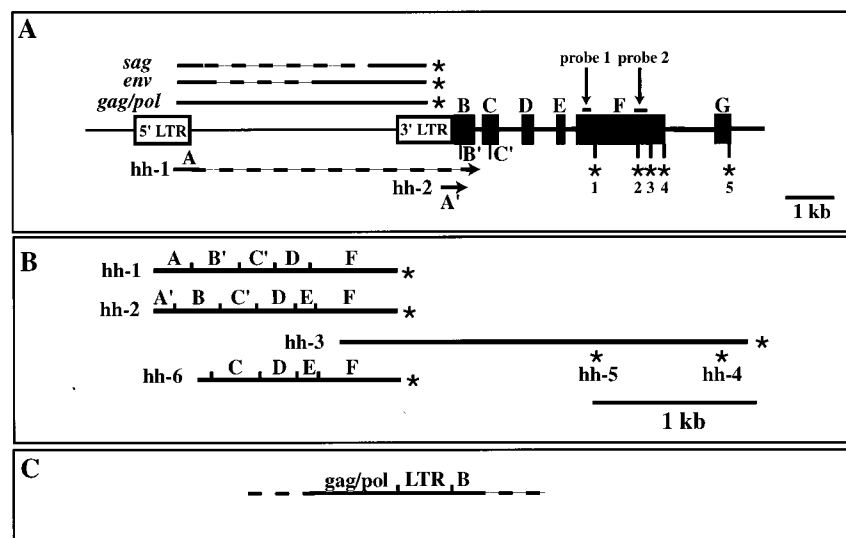 A
sag *
env *
gag/pol *
probe 1 probe 2
B C D E F G
5' LTR 3' LTR
B' C'
A
hh-1
hh-2
A'
* * * * *
1 2 3 4 5
1 kb
B
A B' C' D F
hh-1 *
A' B C' D E F
hh-2 *
hh-3 *
C D E F
hh-6 *
* *
hh-5 hh-4
1 kb
C
gag/pol LTR B